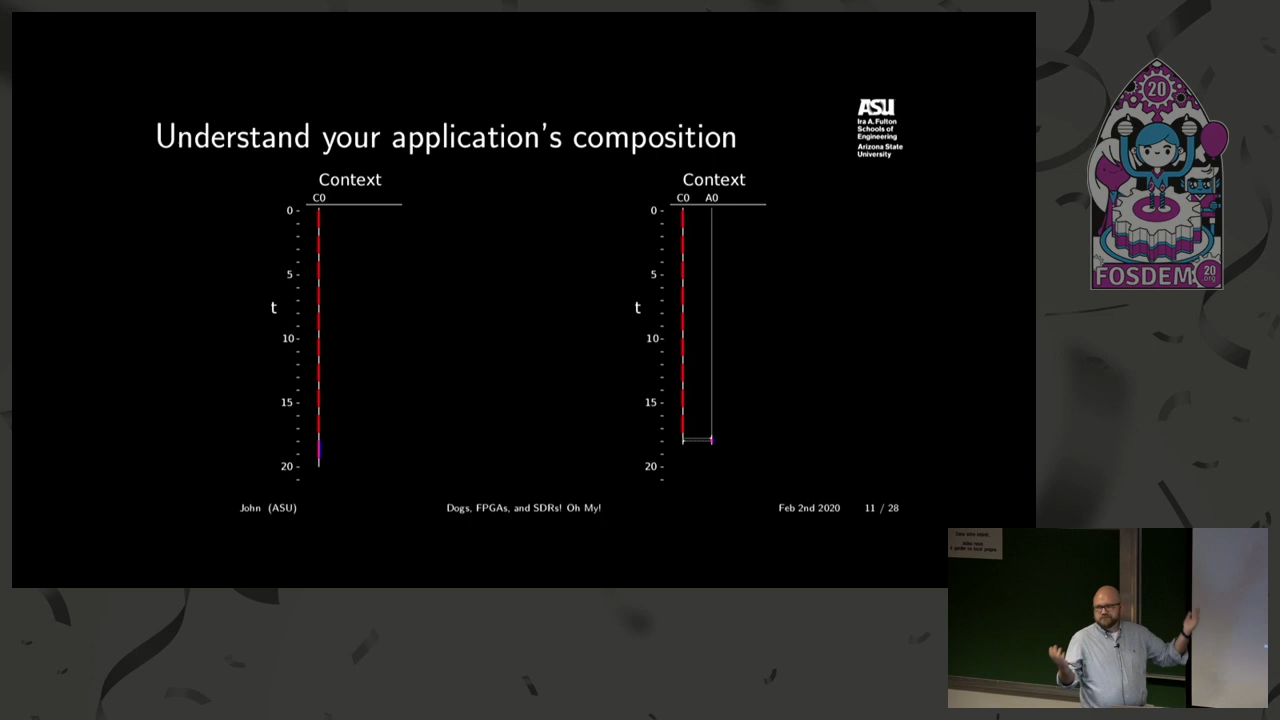 Understand your application's composition
ASU
Ira A. Fulton
Schools of
Engineering
Arizona State
University
Context
C0
0
5
t
10
15
20
Context
C0 A0
0
5
t
10
15
20
John (ASU)
Dogs, FPGAs, and SDRs! Oh My!
Feb 2nd 2020
11 / 28
20
FOSDEM
20
.org